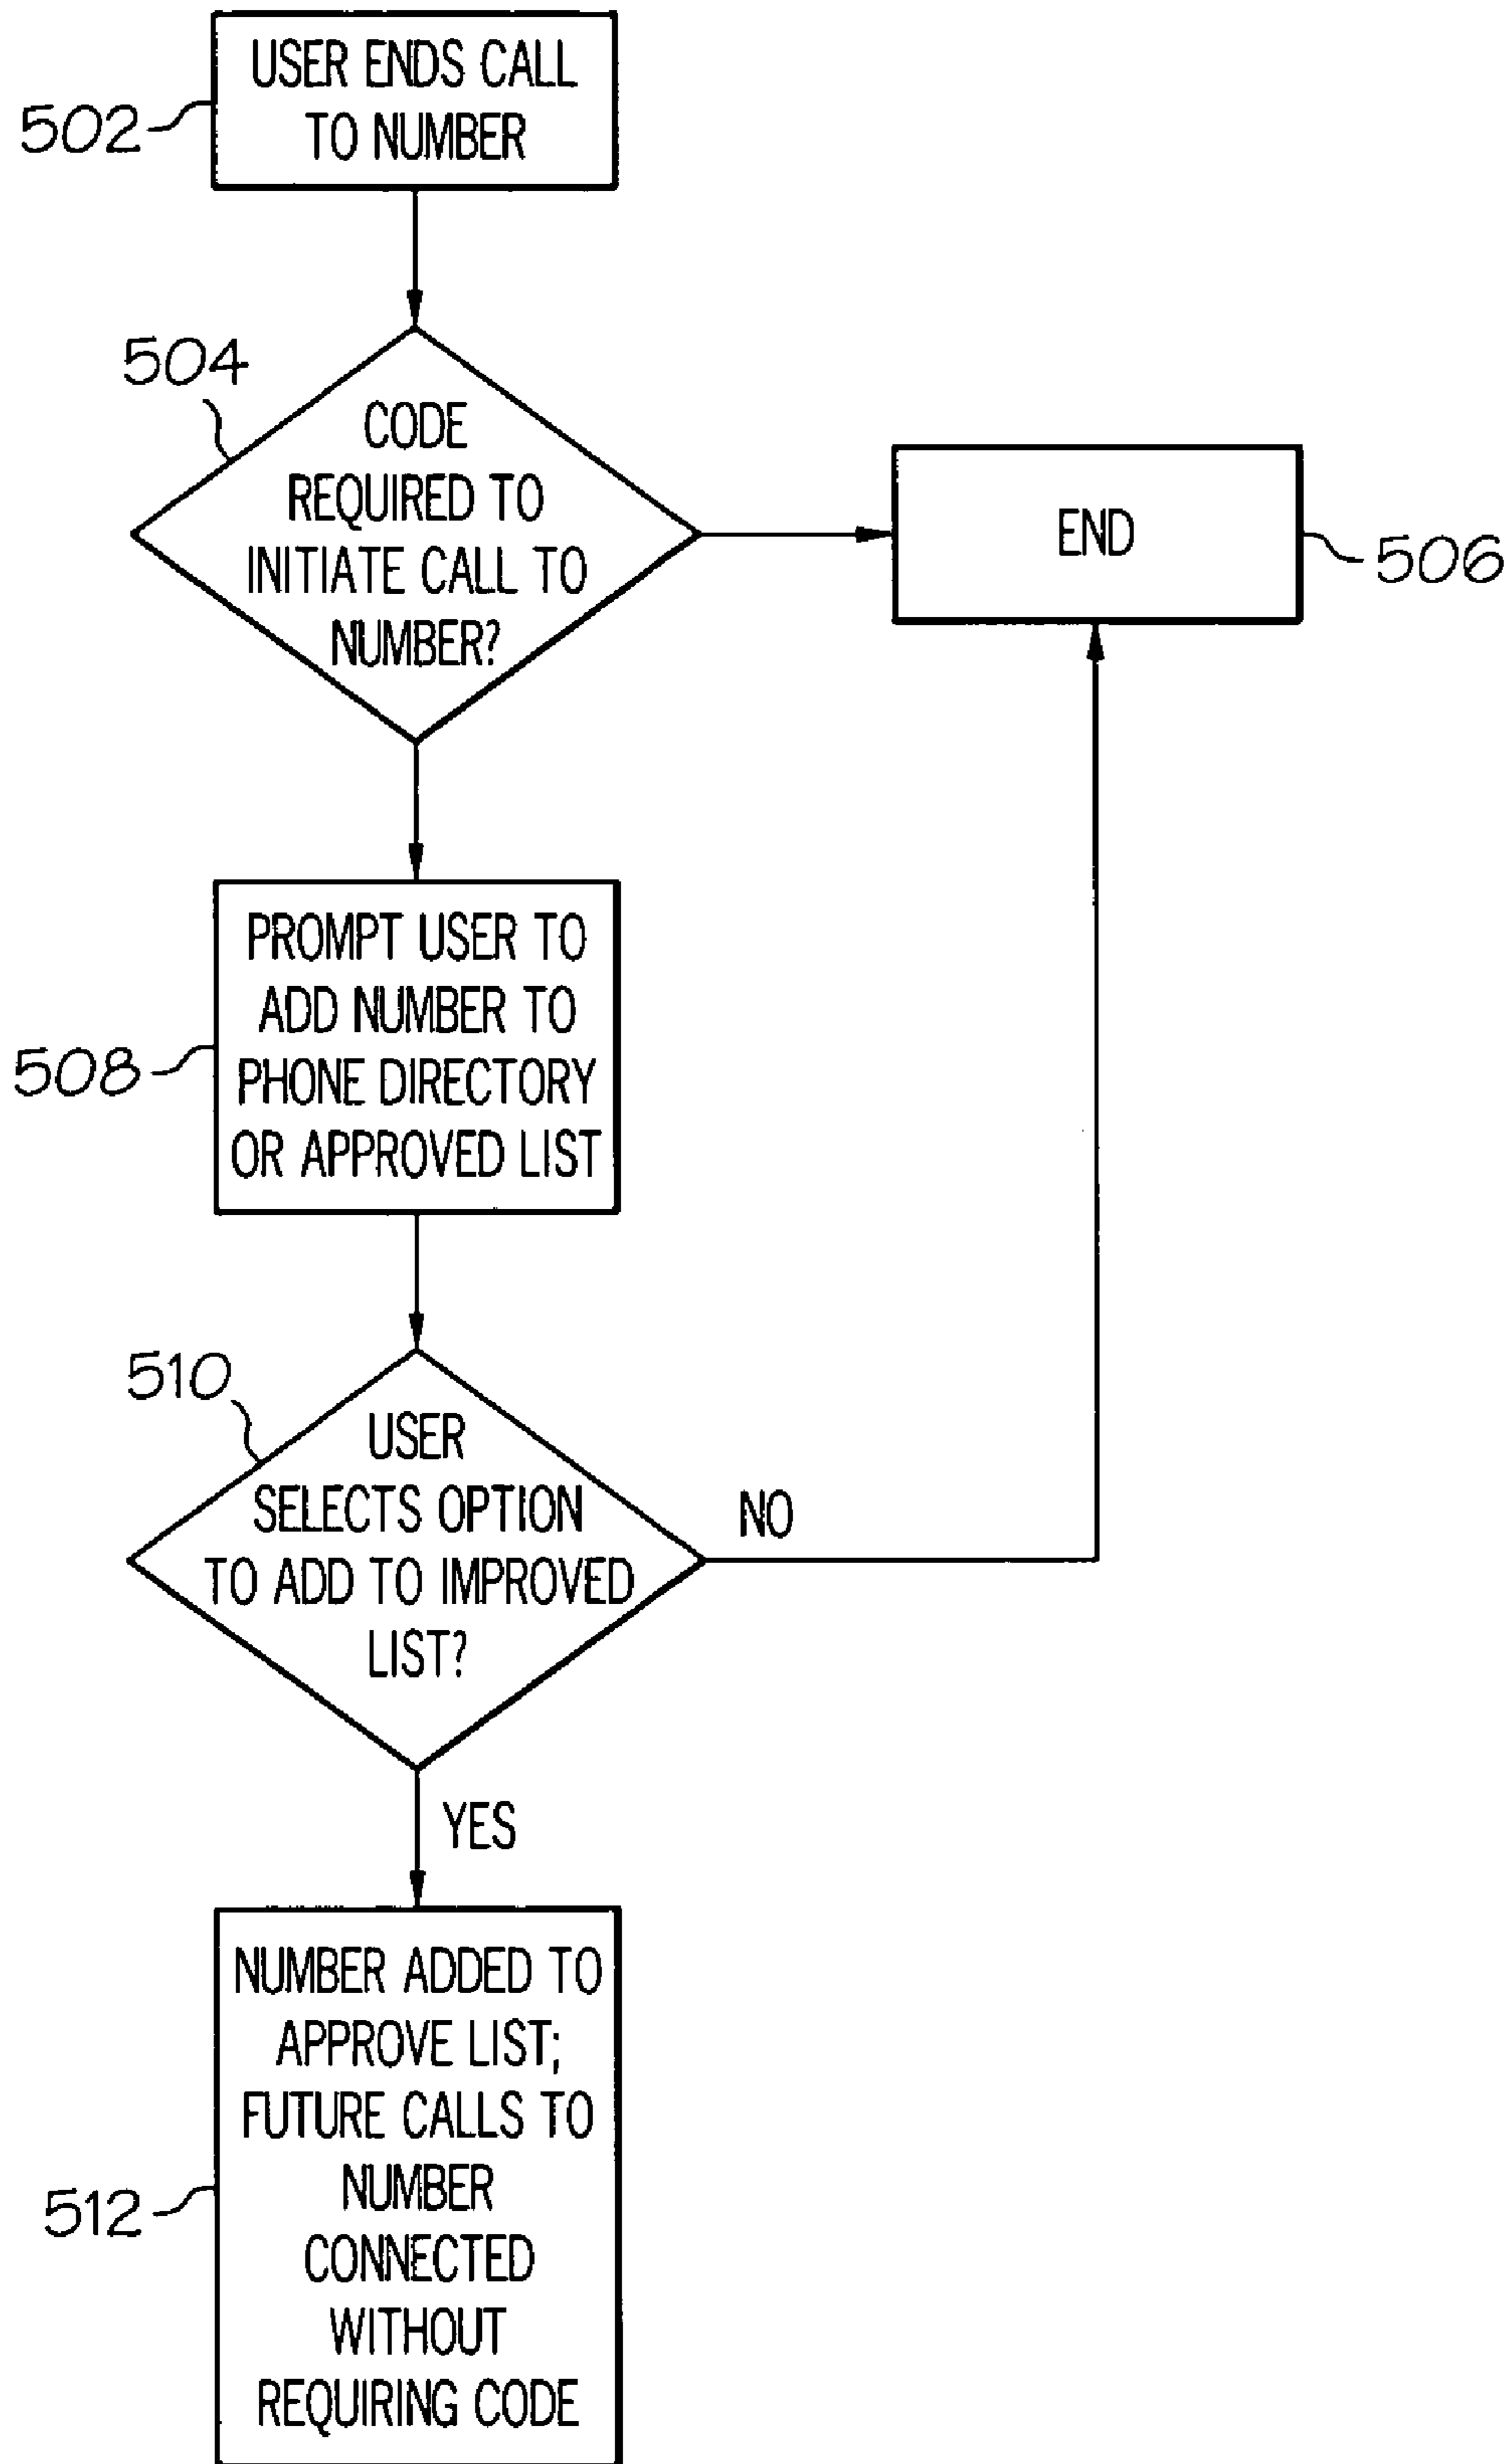 USER ENDS CALL
TO NUMBER
502
504
CODE
REQUIRED TO
INITIATE CALL TO
NUMBER?
END
506
PROMPT USER TO
ADD NUMBER TO
PHONE DIRECTORY
OR APPROVED LIST
508
510
USER
SELECTS OPTION
TO ADD TO IMPROVED
LIST?
NO
YES
NUMBER ADDED TO
APPROVE LIST;
FUTURE CALLS TO
NUMBER
CONNECTED
WITHOUT
REQUIRING CODE
512